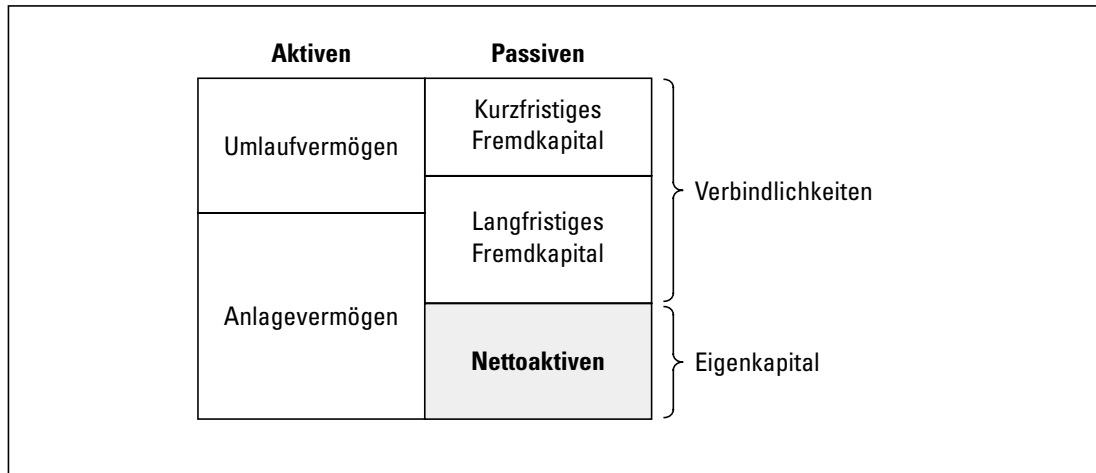 Aktiven
Passiven
Umlaufvermögen
Kurzfristiges
Fremdkapital
Langfristiges
Fremdkapital
Verbindlichkeiten
Anlagevermögen
Nettoaktiven
Eigenkapital